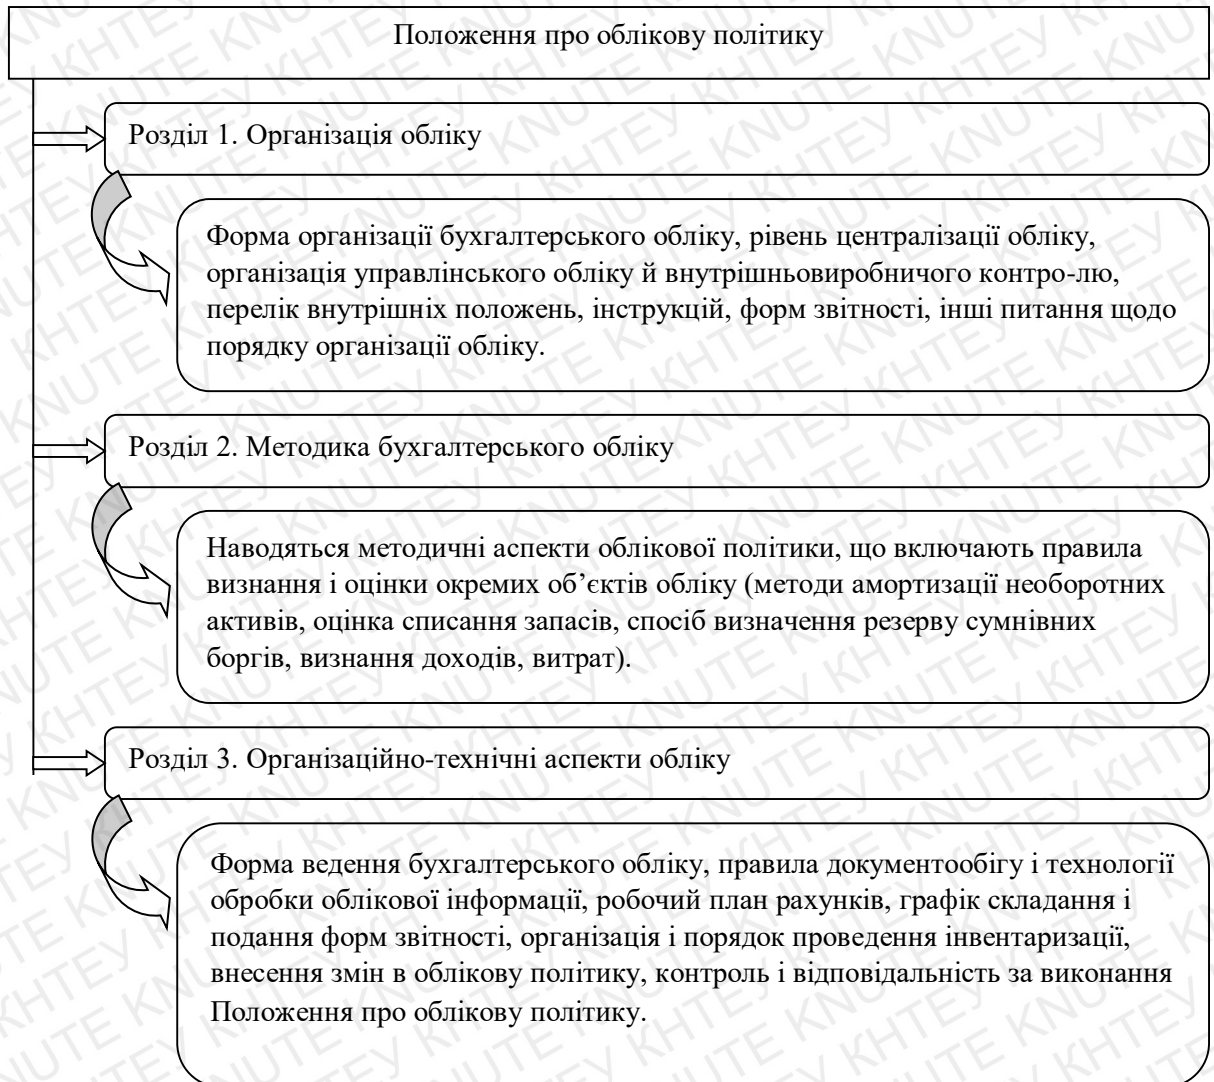 Положення про облікову політику
Розділ 1. Організація обліку
Форма організації бухгалтерського обліку, рівень централізації обліку,
організація управлінського обліку й внутрішньовиробничого контро-лю,
перелік внутрішніх положень, інструкцій, форм звітності, інші питання щодо
порядку організації обліку.
Розділ 2. Методика бухгалтерського обліку
Наводяться методичні аспекти облікової політики, що включають правила
визнання і оцінки окремих об’єктів обліку (методи амортизації необоротних
активів, оцінка списання запасів, спосіб визначення резерву сумнівних
боргів, визнання доходів, витрат).
Розділ 3. Організаційно-технічні аспекти обліку
Форма ведення бухгалтерського обліку, правила документообігу і технології
обробки облікової інформації, робочий план рахунків, графік складання і
подання форм звітності, організація і порядок проведення інвентаризації,
внесення змін в облікову політику, контроль і відповідальність за виконання
Положення про облікову політику.